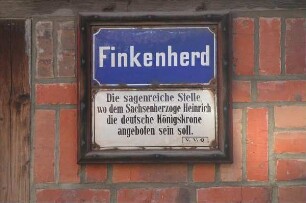 Finkenherd
Die sagenreiche Stelle
wo dem Sachsenherzoge Heinrich
die deutsche Königskrone
angeboten sein soll.